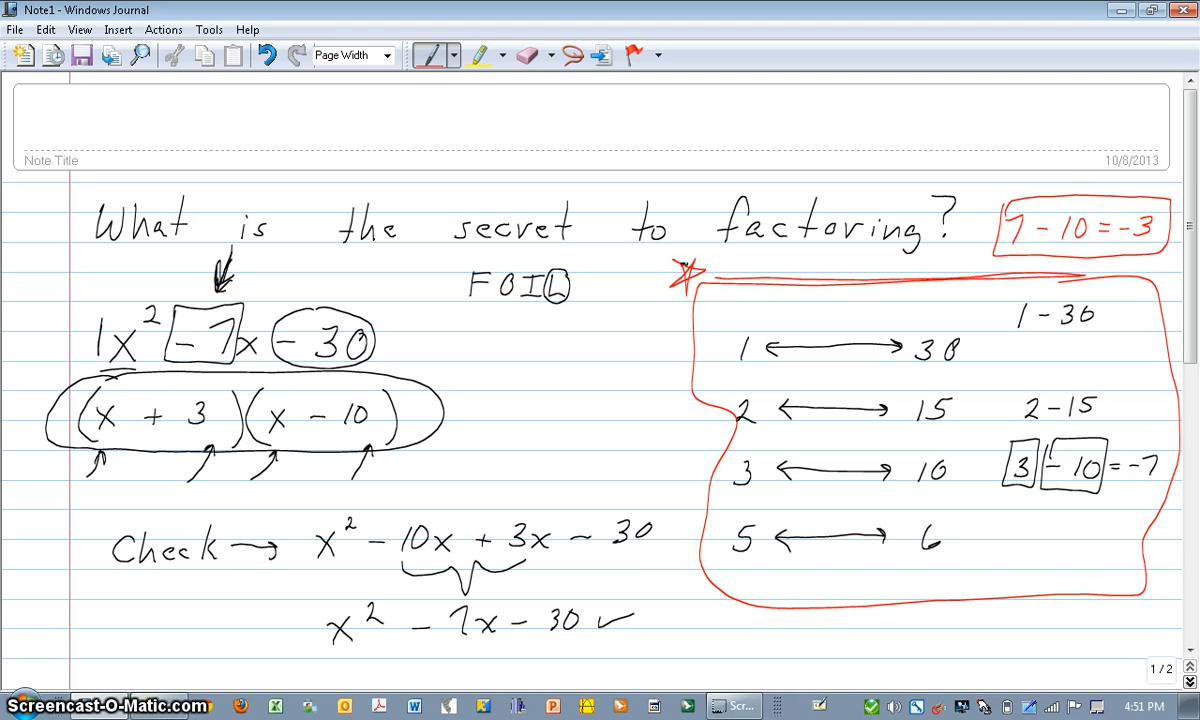 Note1 - Windows Journal
File Edit View Insert Actions Tools Help
Page Width
Note Title
10/8/2013
What is the secret to factoring?
7 - 10 = -3
F O I L
1x² - 7x - 30
(x + 3)(x - 10)
1 - 30
1 ⟷ 30
2 ⟷ 15 2 - 15
3 ⟷ 10 3 - 10 = -7
5 ⟷ 6
Check → x² - 10x + 3x - 30
x² - 7x - 30 ✓
1 / 2
Screencast-O-Matic.com
Scr...
4:51 PM